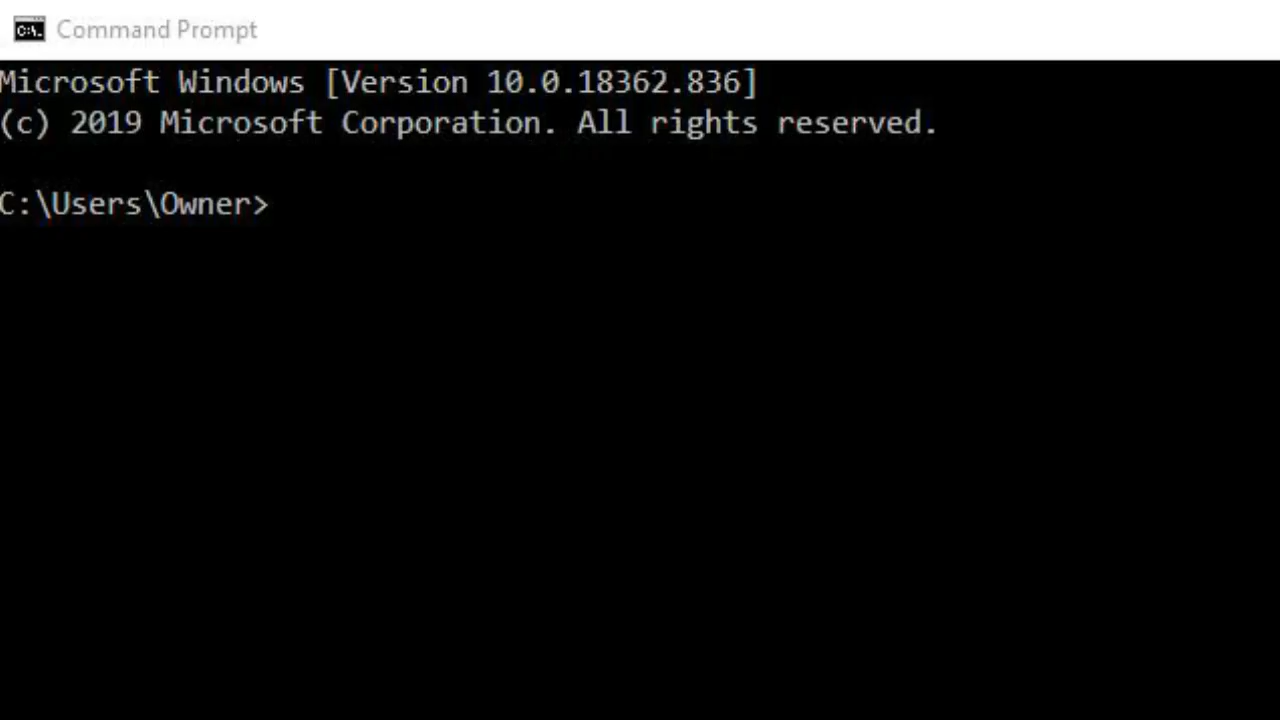 Command Prompt
Microsoft Windows [Version 10.0.18362.836]
(c) 2019 Microsoft Corporation. All rights reserved.
C:\Users\Owner>